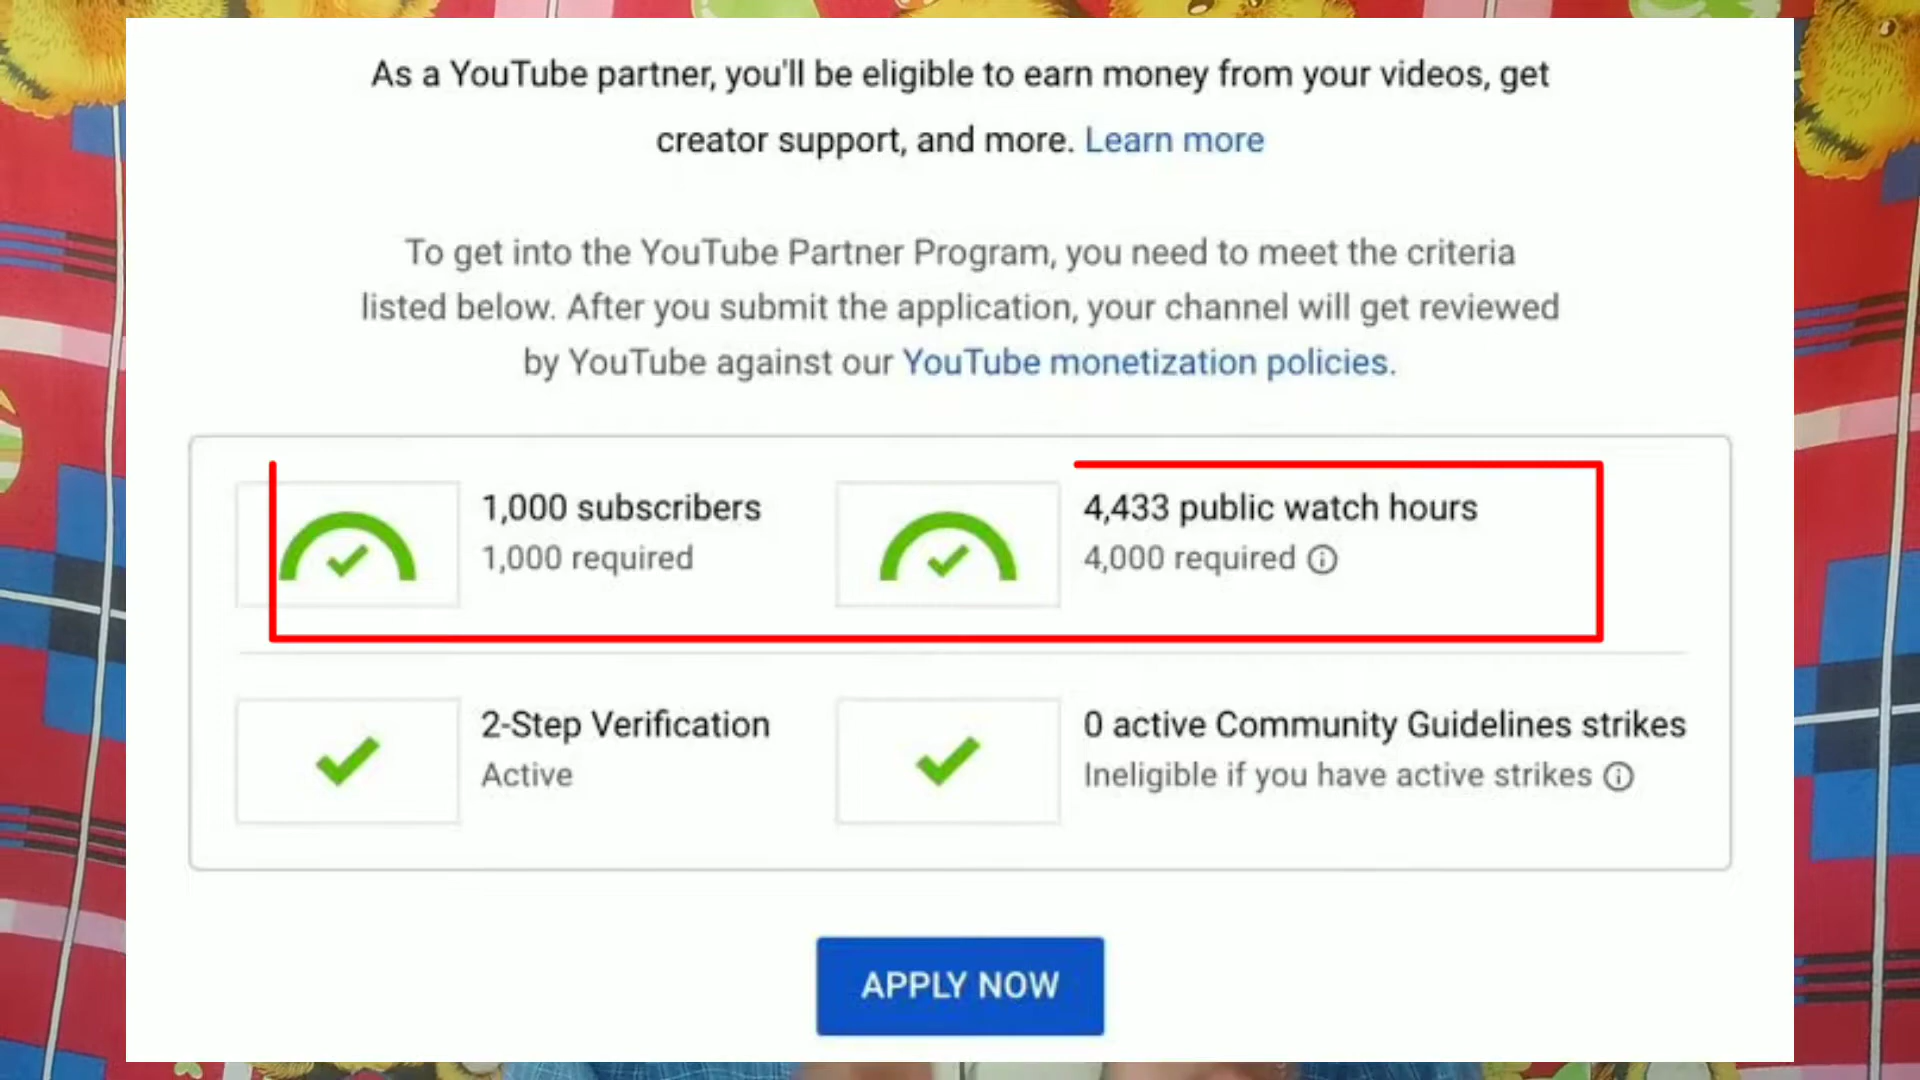 As a YouTube partner, you'll be eligible to earn money from your videos, get
creator support, and more. Learn more
To get into the YouTube Partner Program, you need to meet the criteria
listed below. After you submit the application, your channel will get reviewed
by YouTube against our YouTube monetization policies.
1,000 subscribers
1,000 required
4,433 public watch hours
4,000 required
2-Step Verification
Active
0 active Community Guidelines strikes
Ineligible if you have active strikes
APPLY NOW